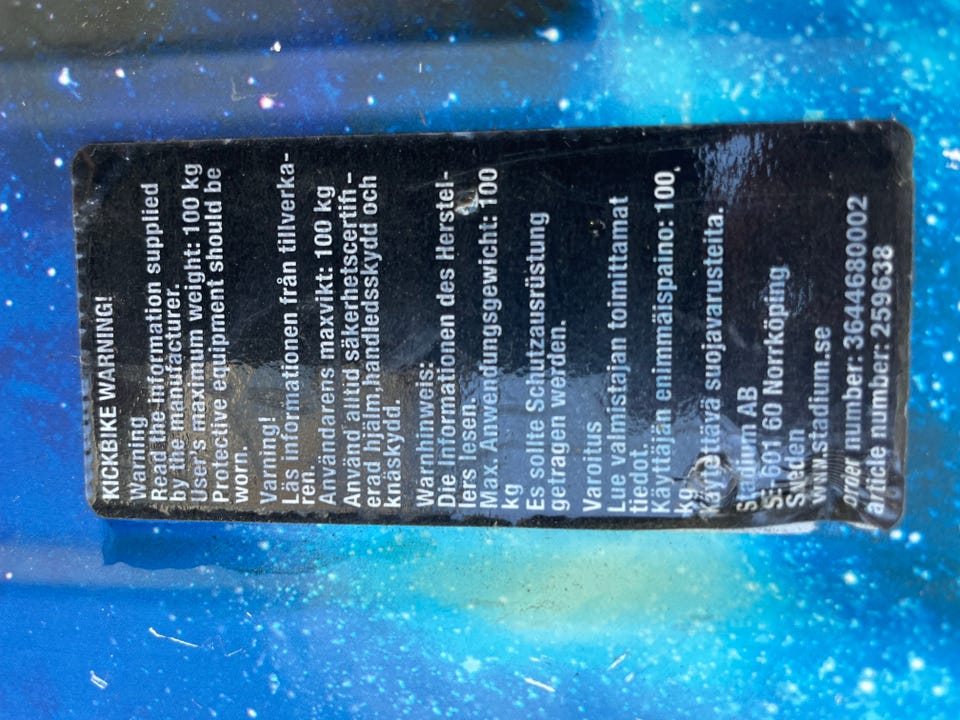 KICKBIKE WARNING!
Warning
Read the information supplied
by the manufacturer.
User's maximum weight: 100 kg
Protective equipment should be
worn.
Varning!
Läs informationen från tillverka-
ren.
Användarens maxvikt: 100 kg
Använd alltid säkerhetscertifi -
erad hjälm,handledsskydd och
knäskydd.
Warnhinweis:
Die Informationen des Herstel-
lers lesen.
Max. Anwendungsgewicht: 100
kg
Es sollte Schutzausrüstung
getragen werden.
Varoitus
Lue valmistajan toimittamat
tiedot.
Käyttäjän enimmäispaino: 100
kg
Käytettävä suojavarusteita.
Stadium AB
SE 601 60 Norrköping
Sweden
www.stadium.se
order number: 364468 0002
article number: 259638